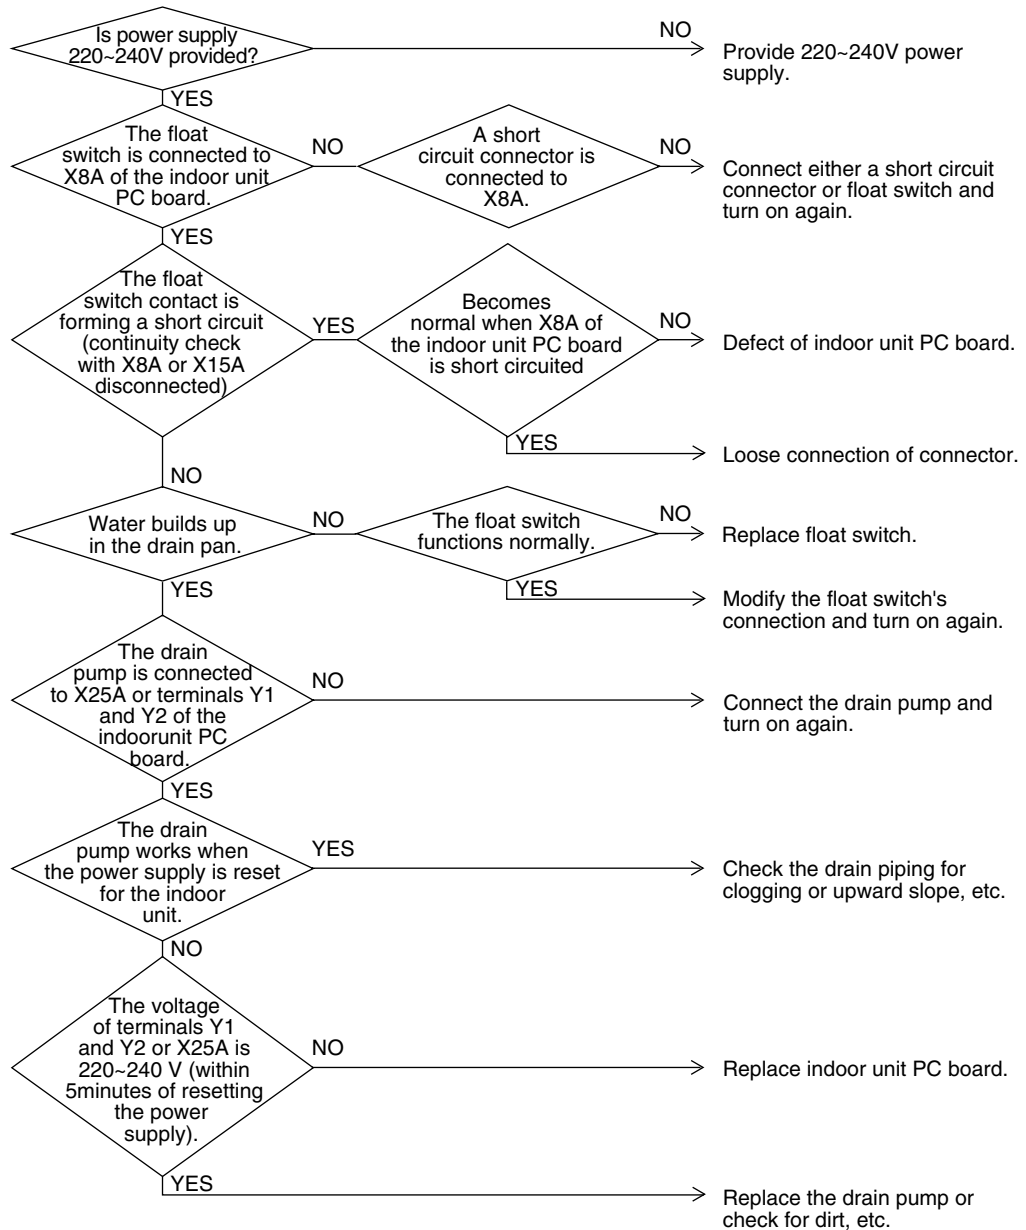 Is power supply
220~240V provided?
NO
Provide 220~240V power
supply.
YES
The float
switch is connected to
X8A of the indoor unit
PC board.
NO
A short
circuit connector is
connected to
X8A.
NO
Connect either a short circuit
connector or float switch and
turn on again.
YES
The float
switch contact is
forming a short circuit
(continuity check
with X8A or X15A
disconnected)
YES
Becomes
normal when X8A of
the indoor unit PC board
is short circuited
NO
Defect of indoor unit PC board.
YES
Loose connection of connector.
NO
Water builds up
in the drain pan.
NO
The float switch
functions normally.
NO
Replace float switch.
YES
Modify the float switch's
connection and turn on again.
YES
The drain
pump is connected
to X25A or terminals Y1
and Y2 of the
indoorunit PC
board.
NO
Connect the drain pump and
turn on again.
YES
The drain
pump works when
the power supply is reset
for the indoor
unit.
YES
Check the drain piping for
clogging or upward slope, etc.
NO
The voltage
of terminals Y1
and Y2 or X25A is
220~240 V (within
5minutes of resetting
the power
supply).
NO
Replace indoor unit PC board.
YES
Replace the drain pump or
check for dirt, etc.